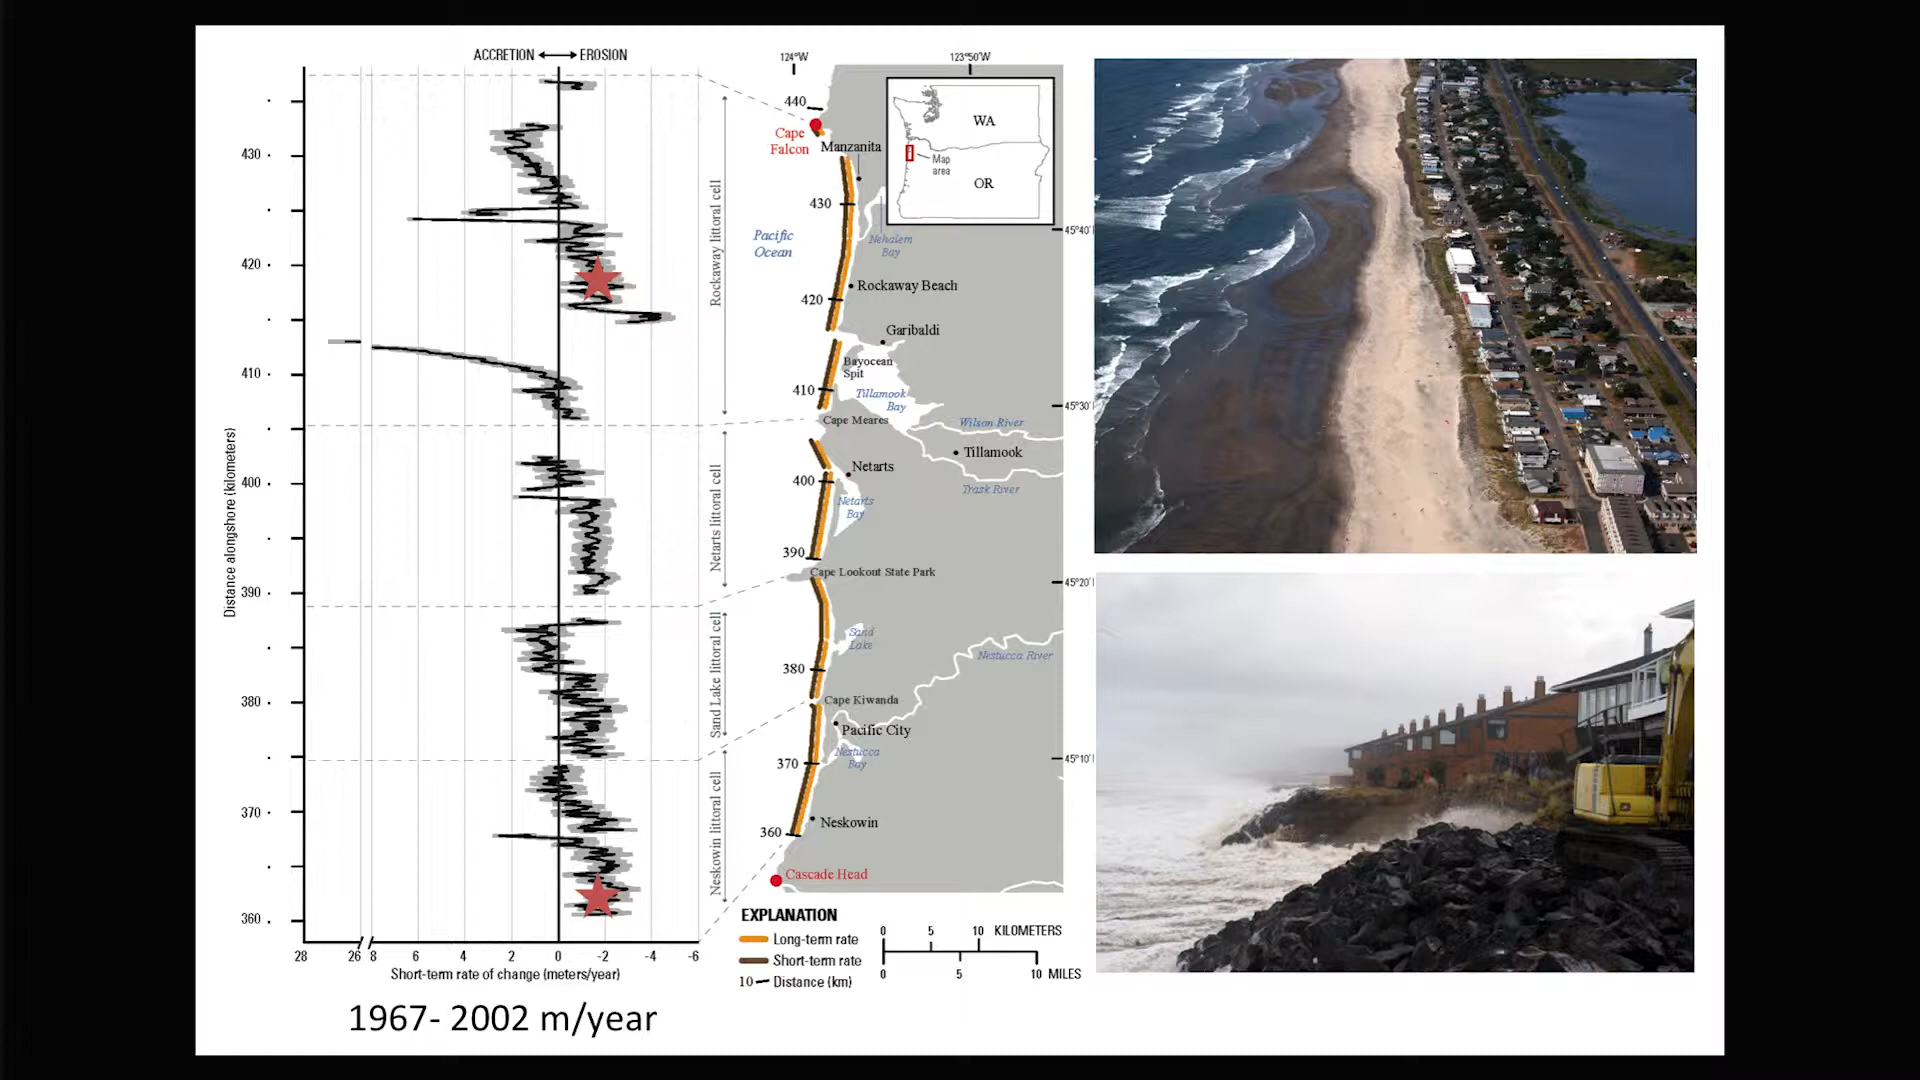 ACCRETION EROSION
430
420
410
400
390
380
370
360
Distance alongshore (kilometers)
28 26 8 6 4 2 0 -2 -4 -6
Short-term rate of change (meters/year)
1967- 2002 m/year
Rockaway littoral cell
Netarts littoral cell
Sand Lake littoral cell
Neskowin littoral cell
124°W
123°50'W
440
Cape
Falcon
Manzanita
430
Pacific
Ocean
Nehalem
Bay
WA
Map
area
OR
45°40'
Rockaway Beach
420
Garibaldi
Bayocean
Spit
410
Tillamook
Bay
45°30'
Cape Meares
Wilson River
Tillamook
Netarts
400
Trask River
Netarts
Bay
390
Cape Lookout State Park
45°20'
Sand
Lake
Nestucca River
380
Cape Kiwanda
Pacific City
Nestucca
Bay
45°10'
370
Neskowin
360
Cascade Head
EXPLANATION
Long-term rate
Short-term rate
10 Distance (km)
0 5 10 KILOMETERS
0 5 10 MILES